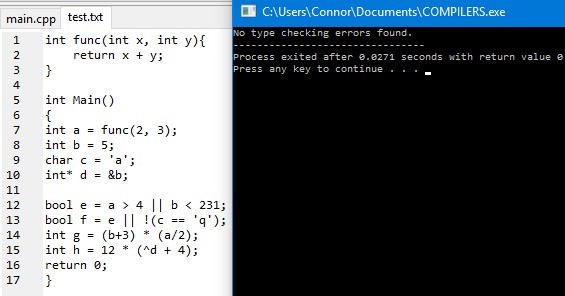 main.cpp test.txt
1 int func(int x, int y){
2 return x + y;
3 }
4
5 int Main()
6 {
7 int a = func(2, 3);
8 int b = 5;
9 char c = 'a';
10 int* d = &b;
11
12 bool e = a > 4 || b < 231;
13 bool f = e || !(c == 'q');
14 int g = (b+3) * (a/2);
15 int h = 12 * (^d + 4);
16 return 0;
17 }
C:\Users\Connor\Documents\COMPILERS.exe
No type checking errors found.
--------------------------------
Process exited after 0.0271 seconds with return value 0
Press any key to continue . . .